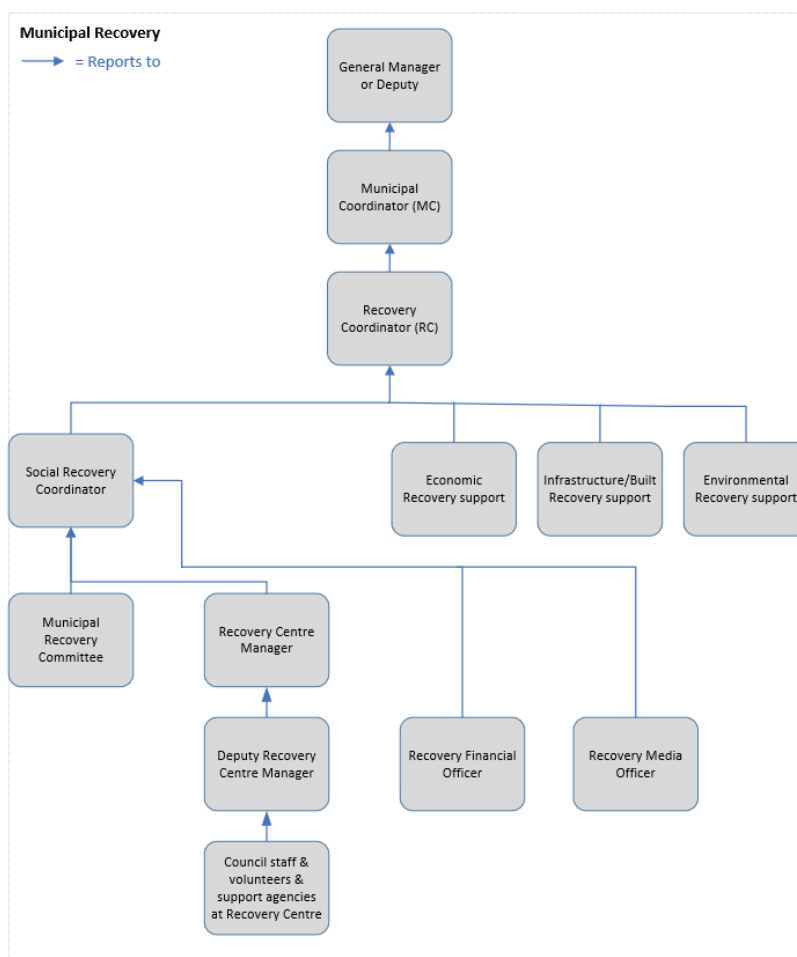 Municipal Recovery
= Reports to
General Manager
or Deputy
Municipal
Coordinator (MC)
Recovery
Coordinator (RC)
Social Recovery
Coordinator
Economic
Recovery support
Infrastructure/Built
Recovery support
Environmental
Recovery support
Municipal
Recovery
Committee
Recovery Centre
Manager
Deputy Recovery
Centre Manager
Recovery Financial
Officer
Recovery Media
Officer
Council staff &
volunteers &
support agencies
at Recovery Centre